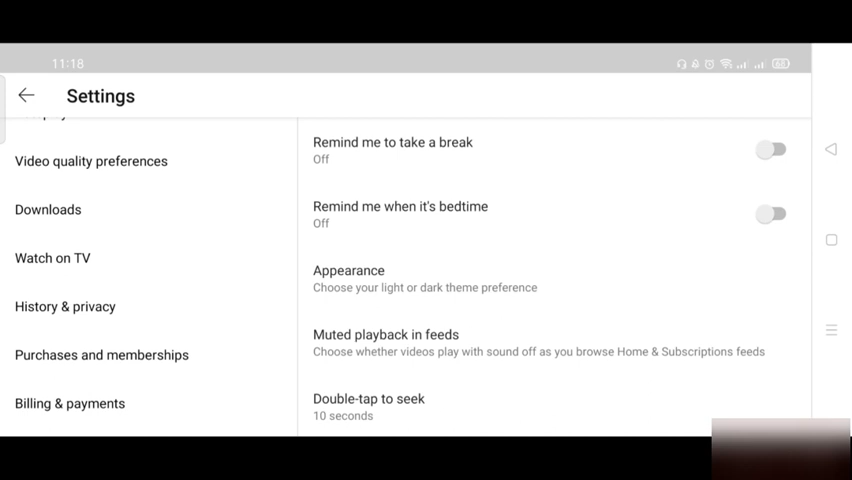 11:18
68
Settings
Video quality preferences
Downloads
Watch on TV
History & privacy
Purchases and memberships
Billing & payments
Remind me to take a break
Off
Remind me when it's bedtime
Off
Appearance
Choose your light or dark theme preference
Muted playback in feeds
Choose whether videos play with sound off as you browse Home & Subscriptions feeds
Double-tap to seek
10 seconds